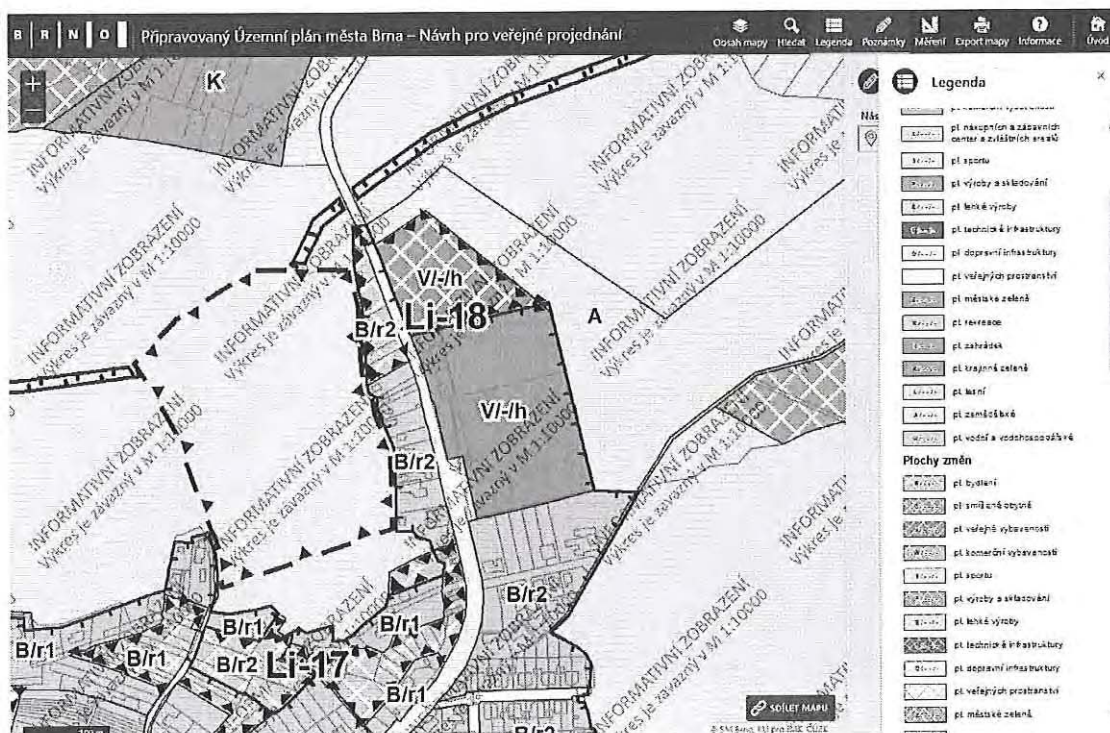 B R N O
Připravovaný Územní plán města Brna – Návrh pro veřejné projednání
Obsah mapy
Hledat
Legenda
Poznámky
Měření
Export mapy
Informace
Úvod
Legenda
×
+
K
INFORMATIVNÍ ZOBRAZENÍ
Výkres je závazný v M 1:10000
V/-/h
Li-18
B/r2
A
V/-/h
B/r2
B/r2
B/r1
B/r1
B/r1
B/r2
Li-17
B/r1
B/r2
pl. nákupních a zábavních
center a zvláštních areálů
pl. sportu
pl. výroby a skladování
pl. lehké výroby
pl. technické infrastruktury
pl. dopravní infrastruktury
pl. veřejných prostranství
pl. městské zeleně
pl. rekreace
pl. zahrádek
pl. krajinné zeleně
pl. lesní
pl. zemědělské
pl. vodní a vodohospodářské
Plochy změn
pl. bydlení
pl. smíšené obytné
pl. veřejné vybavenosti
pl. komerční vybavenosti
pl. sportu
pl. výroby a skladování
pl. lehké výroby
pl. technické infrastruktury
pl. dopravní infrastruktury
pl. veřejných prostranství
pl. městské zeleně
SDÍLET MAPU